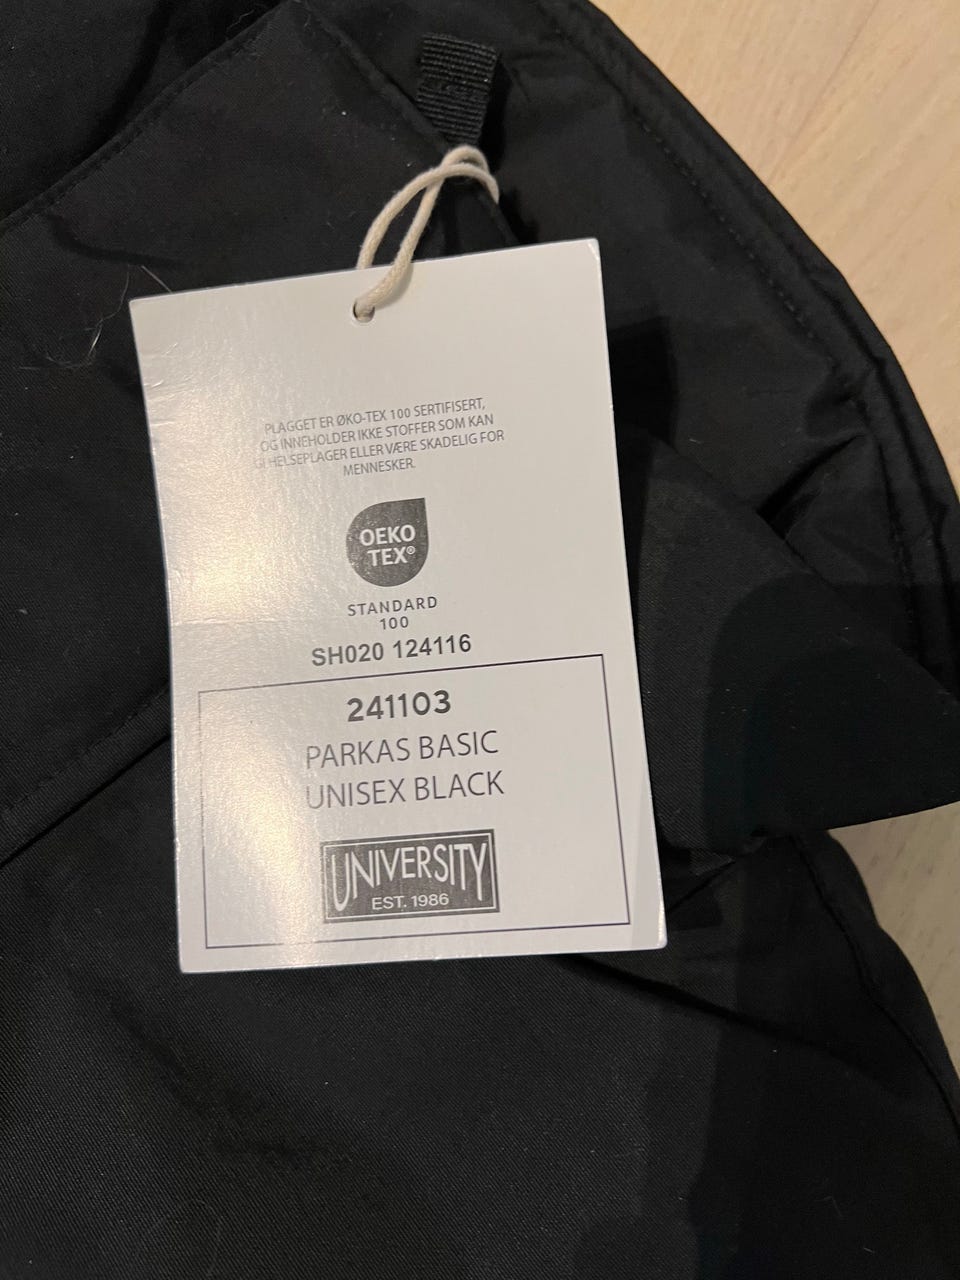 PLAGGET ER ØKO-TEX 100 SERTIFISERT,
OG INNEHOLDER IKKE STOFFER SOM KAN
GI HELSEPLAGER ELLER VÆRE SKADELIG FOR
MENNESKER.
OEKO
TEX®
STANDARD
100
SH020 124116
241103
PARKAS BASIC
UNISEX BLACK
UNIVERSITY
EST. 1986